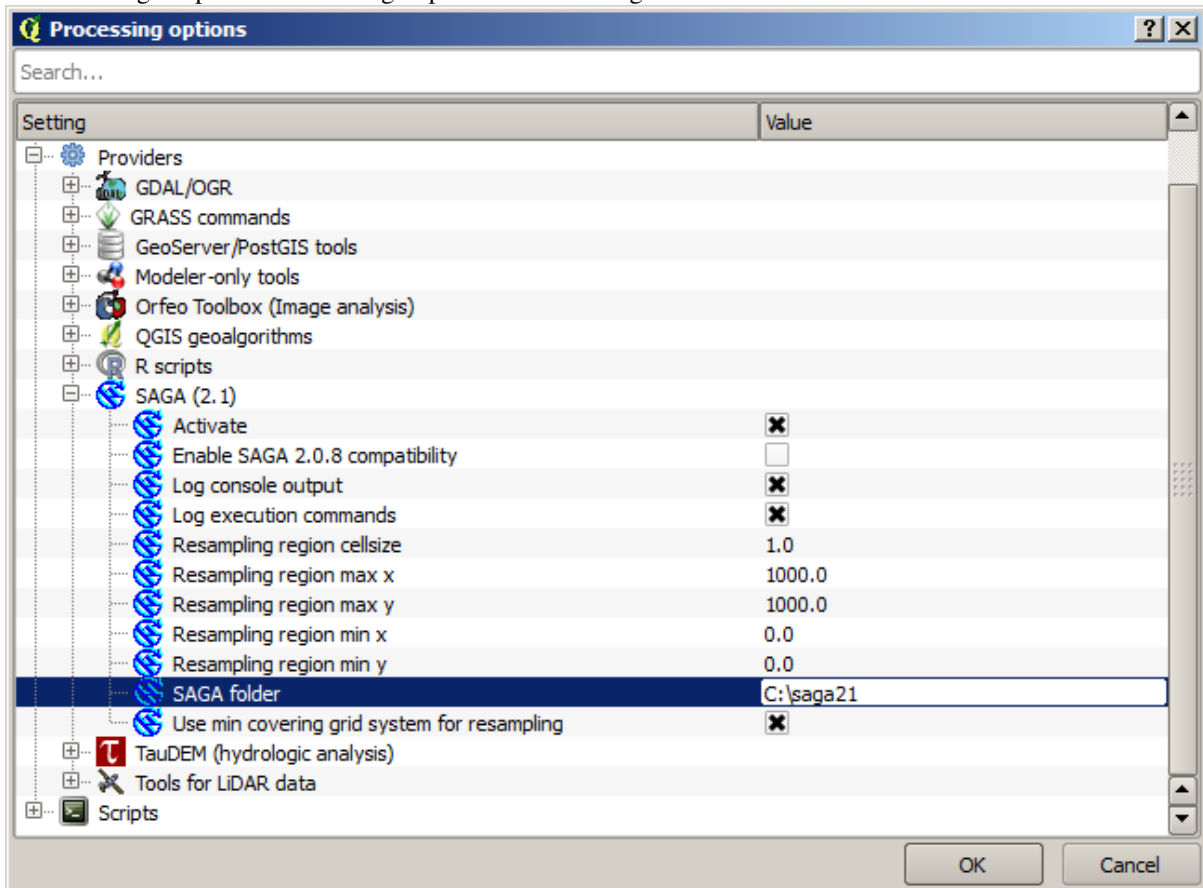 Processing options
Search...
Setting Value
Providers
GDAL/OGR
GRASS commands
GeoServer/PostGIS tools
Modeler-only tools
Orfeo Toolbox (Image analysis)
QGIS geoalgorithms
R scripts
SAGA (2.1)
Activate
Enable SAGA 2.0.8 compatibility
Log console output
Log execution commands
Resampling region cellsize 1.0
Resampling region max x 1000.0
Resampling region max y 1000.0
Resampling region min x 0.0
Resampling region min y 0.0
SAGA folder C:\saga21
Use min covering grid system for resampling
TauDEM (hydrologic analysis)
Tools for LiDAR data
Scripts
OK Cancel